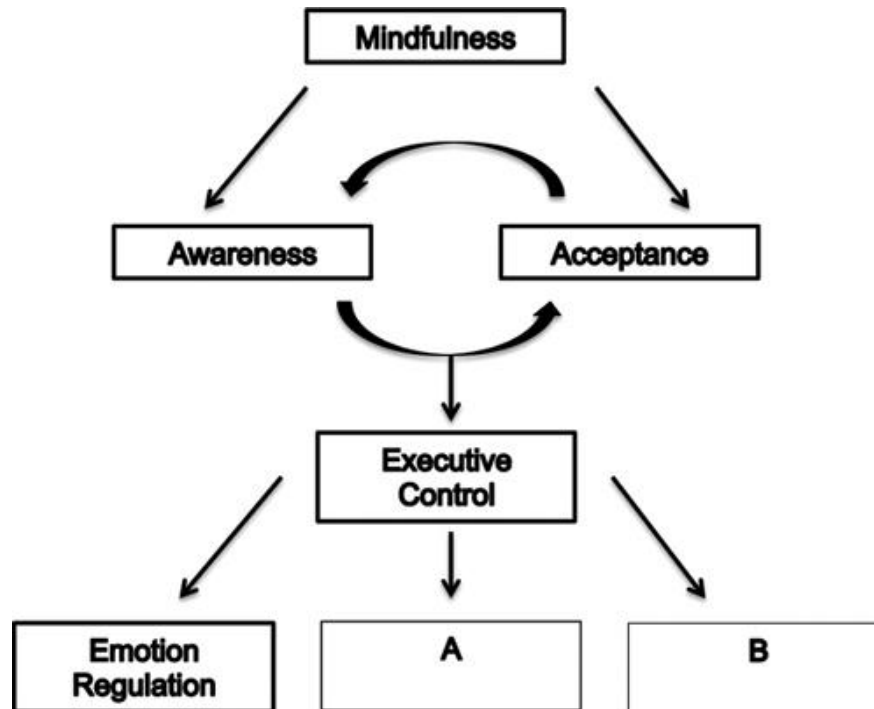 Mindfulness
Awareness
Acceptance
Executive
Control
Emotion
Regulation
A
B